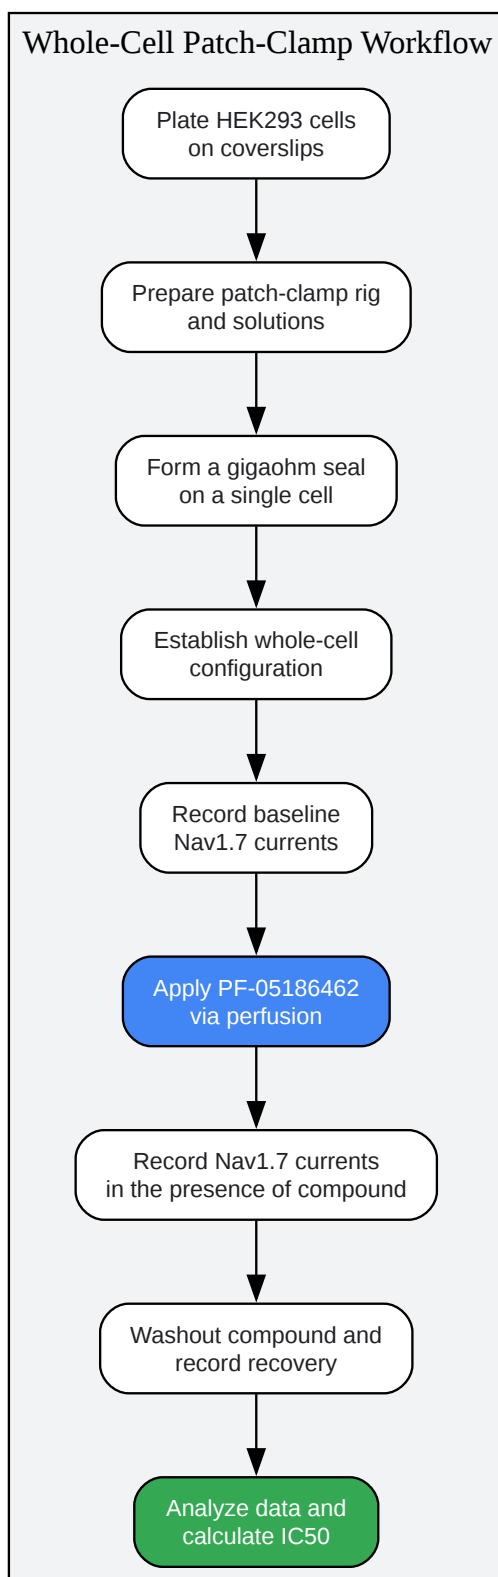 Whole-Cell Patch-Clamp Workflow
Plate HEK293 cells
on coverslips
Prepare patch-clamp rig
and solutions
Form a gigaohm seal
on a single cell
Establish whole-cell
configuration
Record baseline
Nav1.7 currents
Apply PF-05186462
via perfusion
Record Nav1.7 currents
in the presence of compound
Washout compound and
record recovery
Analyze data and
calculate IC50